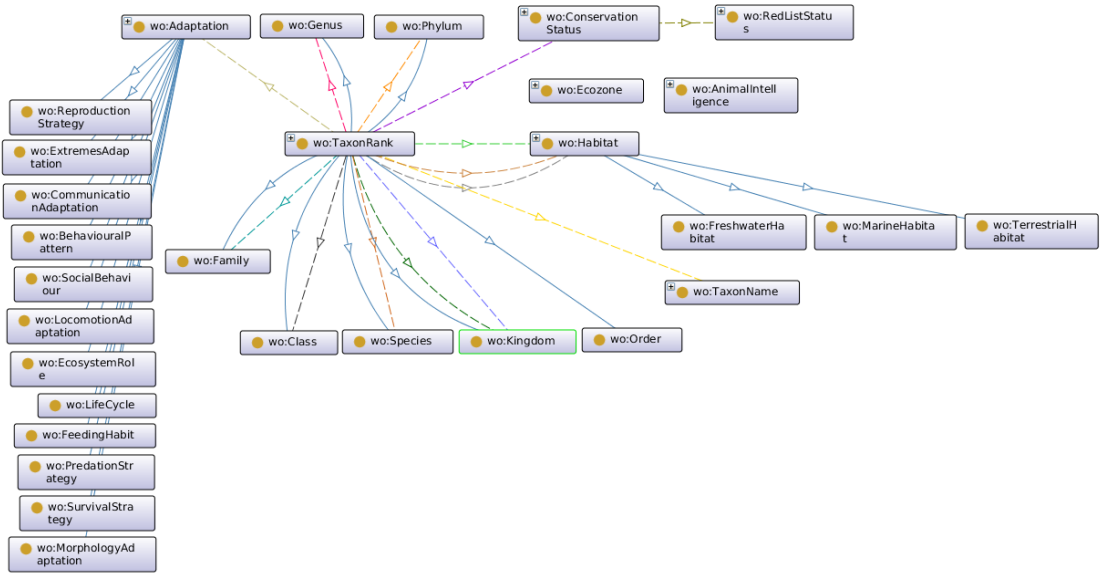 wo:Adaptation
wo:Genus
wo:Phylum
wo:Conservation
Status
wo:RedListStatu
s
wo:Ecozone
wo:AnimalIntelli
gence
wo:Reproduction
Strategy
wo:ExtremesAdap
tation
wo:Communicatio
nAdaptation
wo:BehaviouralP
attern
wo:SocialBehavi
our
wo:LocomotionAd
aptation
wo:EcosystemRol
e
wo:LifeCycle
wo:FeedingHabit
wo:PredationStr
ategy
wo:SurvivalStra
tegy
wo:MorphologyAd
aptation
wo:TaxonRank
wo:Habitat
wo:FreshwaterHa
bitat
wo:MarineHabita
t
wo:TerrestrialH
abitat
wo:Family
wo:TaxonName
wo:Class
wo:Species
wo:Kingdom
wo:Order